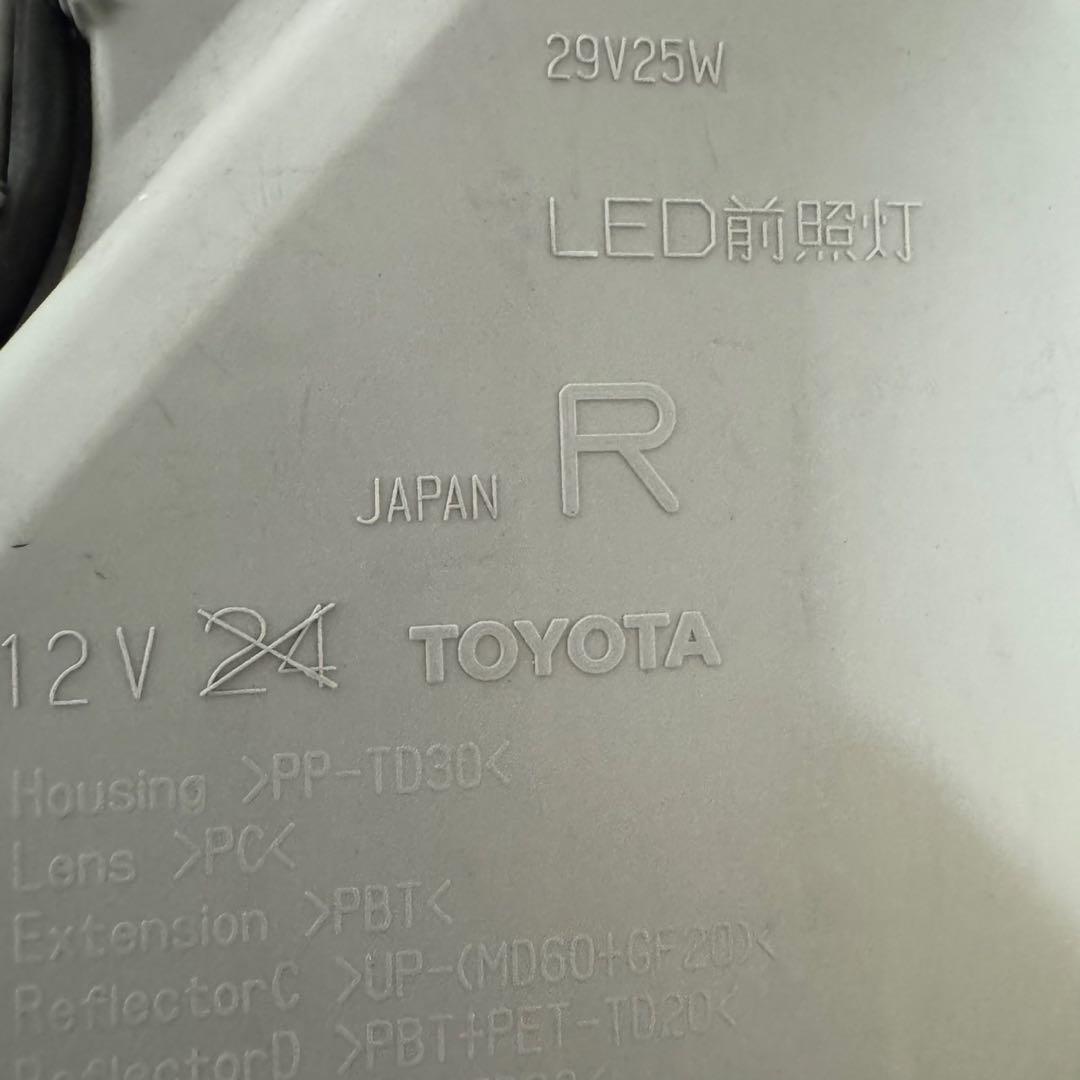 29V25W
LED前照灯
JAPAN R
12V 24 TOYOTA
Housing >PP-TD30<
Lens >PC<
Extension >PBT<
ReflectorC >UP-(MD60+GF20)<
ReflectorD >PBT+PET-TD20<